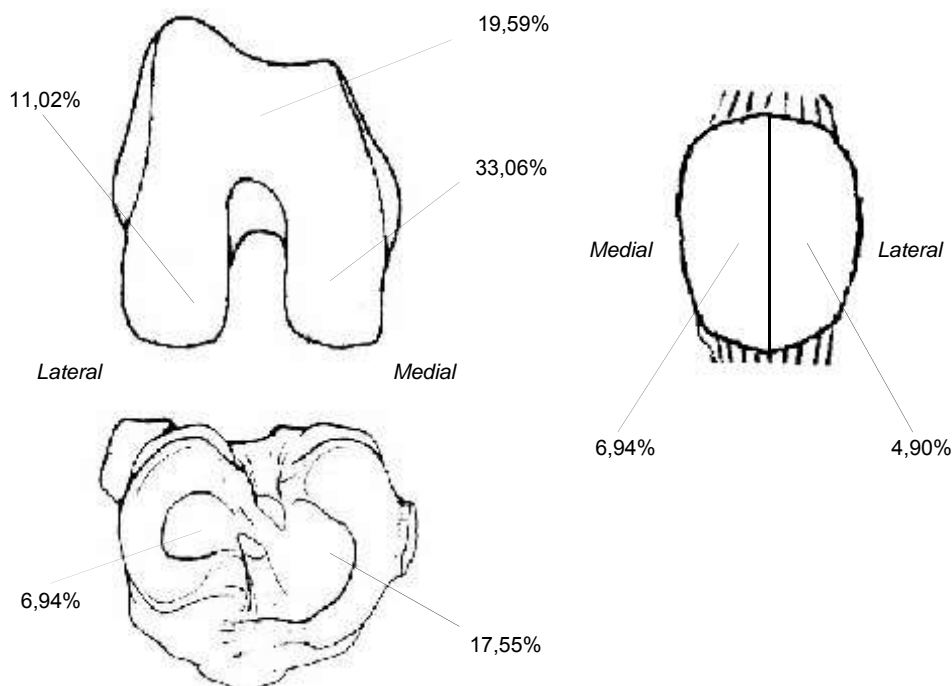 19,59%
11,02%
33,06%
Medial
Lateral
Lateral
Medial
6,94%
4,90%
6,94%
17,55%